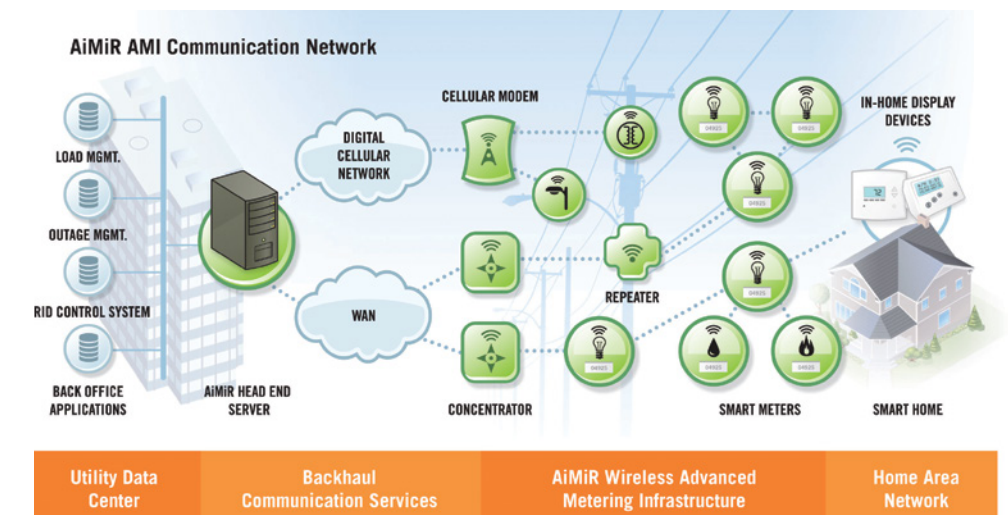 AiMiR AMI Communication Network
CELLULAR MODEM
IN-HOME DISPLAY
DEVICES
DIGITAL
CELLULAR
NETWORK
LOAD MGMT.
72
OUTAGE MGMT.
REPEATER
RID CONTROL SYSTEM
WAN
BACK OFFICE
APPLICATIONS
AiMiR HEAD END
SERVER
CONCENTRATOR
SMART METERS
SMART HOME
Utility Data
Center
Backhaul
Communication Services
AiMiR Wireless Advanced
Metering Infrastructure
Home Area
Network